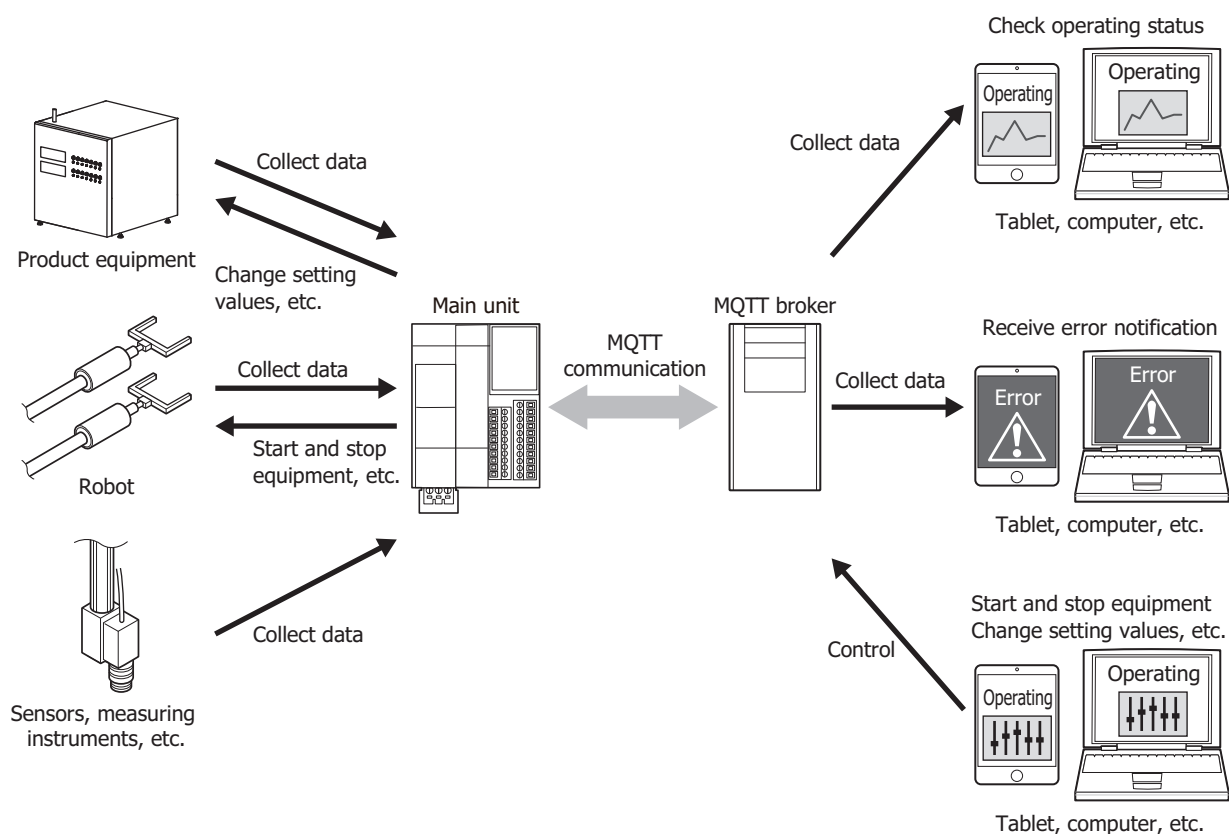 Check operating status
Operating
Operating
Collect data
Tablet, computer, etc.
Collect data
Product equipment
Change setting
values, etc.
Main unit
MQTT broker
MQTT
communication
Receive error notification
Error
Error
Collect data
Collect data
Start and stop
equipment, etc.
Robot
Tablet, computer, etc.
Collect data
Sensors, measuring
instruments, etc.
Control
Start and stop equipment
Change setting values, etc.
Operating
Operating
Tablet, computer, etc.